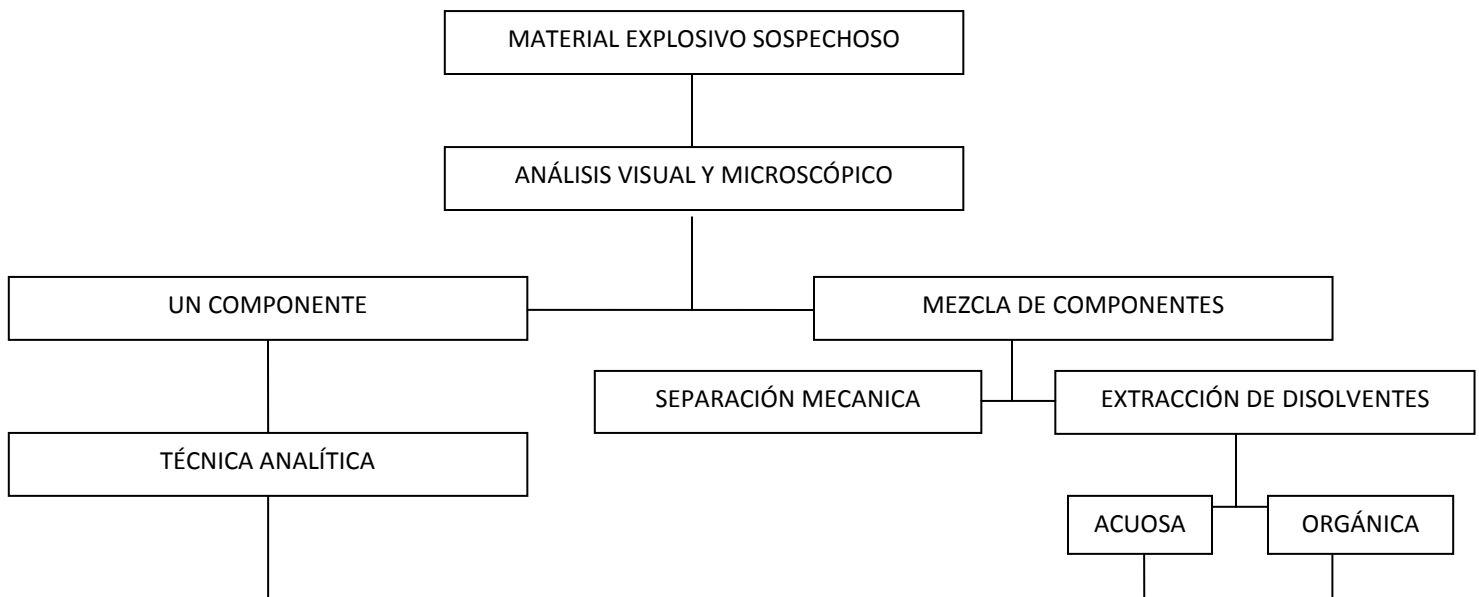 MATERIAL EXPLOSIVO SOSPECHOSO
ANÁLISIS VISUAL Y MICROSCÓPICO
UN COMPONENTE
MEZCLA DE COMPONENTES
SEPARACIÓN MECANICA
EXTRACCIÓN DE DISOLVENTES
TÉCNICA ANALÍTICA
ACUOSA
ORGÁNICA